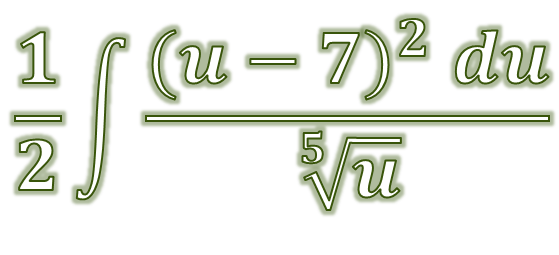 1/2 ∫ (u − 7)² du / ⁵√u